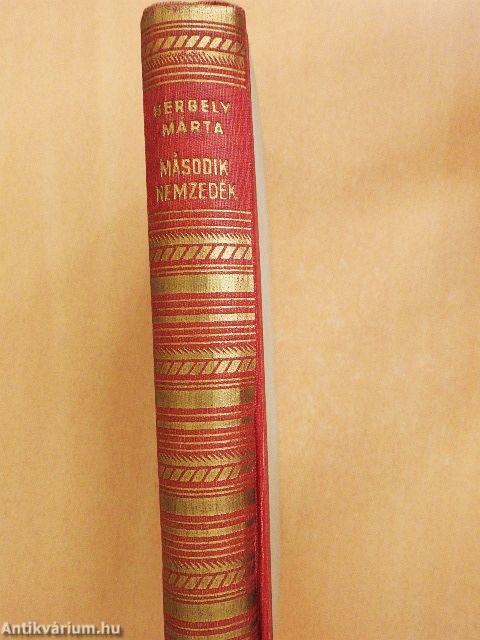 GERGELY
MÁRTA
MÁSODIK
NEMZEDÉK
Antikvárium.hu